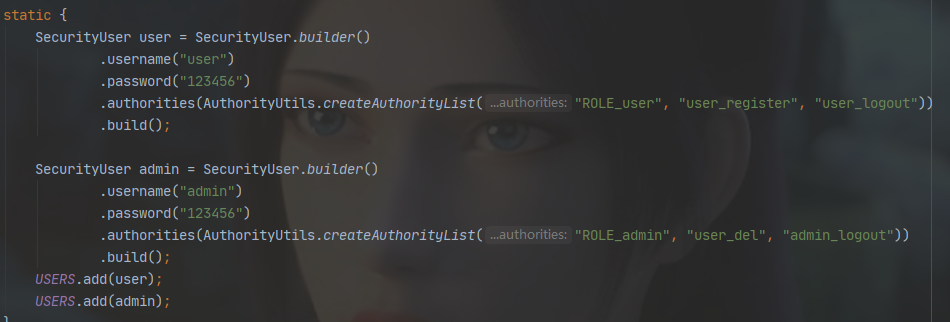 static {
SecurityUser user = SecurityUser.builder()
.username("user")
.password("123456")
.authorities(AuthorityUtils.createAuthorityList( ...authorities: "ROLE_user", "user_register", "user_logout"))
.build();
SecurityUser admin = SecurityUser.builder()
.username("admin")
.password("123456")
.authorities(AuthorityUtils.createAuthorityList( ...authorities: "ROLE_admin", "user_del", "admin_logout"))
.build();
USERS.add(user);
USERS.add(admin);
}